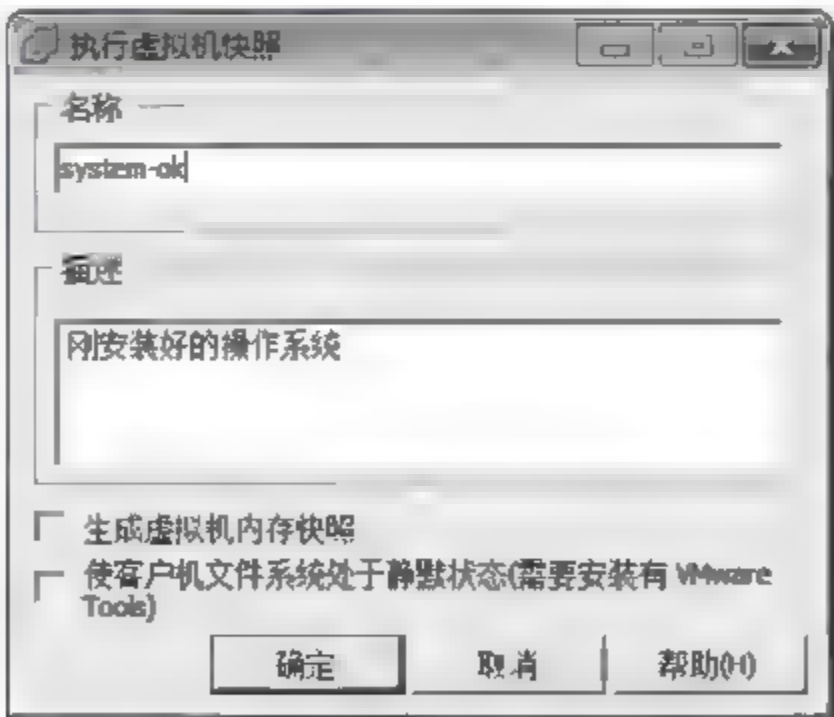 执行虚拟机快照
名称
system-ok
描述
刚安装好的操作系统
生成虚拟机内存快照
使客户机文件系统处于静默状态(需要安装有 VMware
Tools)
确定
取消
帮助(H)